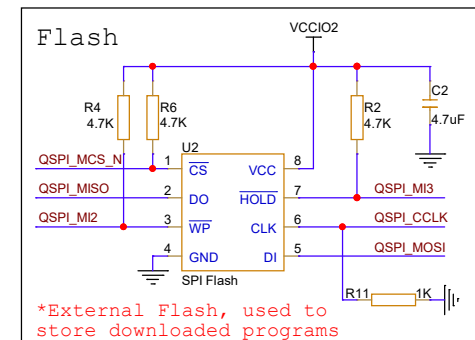 Flash
VCCIO2
R4
4.7K
R6
4.7K
R2
4.7K
C2
4.7uF
U2
QSPI_MCS_N
1
CS
VCC
8
QSPI_MISO
2
DO
HOLD
7
QSPI_MI3
QSPI_MI2
3
WP
CLK
6
QSPI_CCLK
4
GND
DI
5
QSPI_MOSI
SPI Flash
R11
1K
*External Flash, used to
store downloaded programs